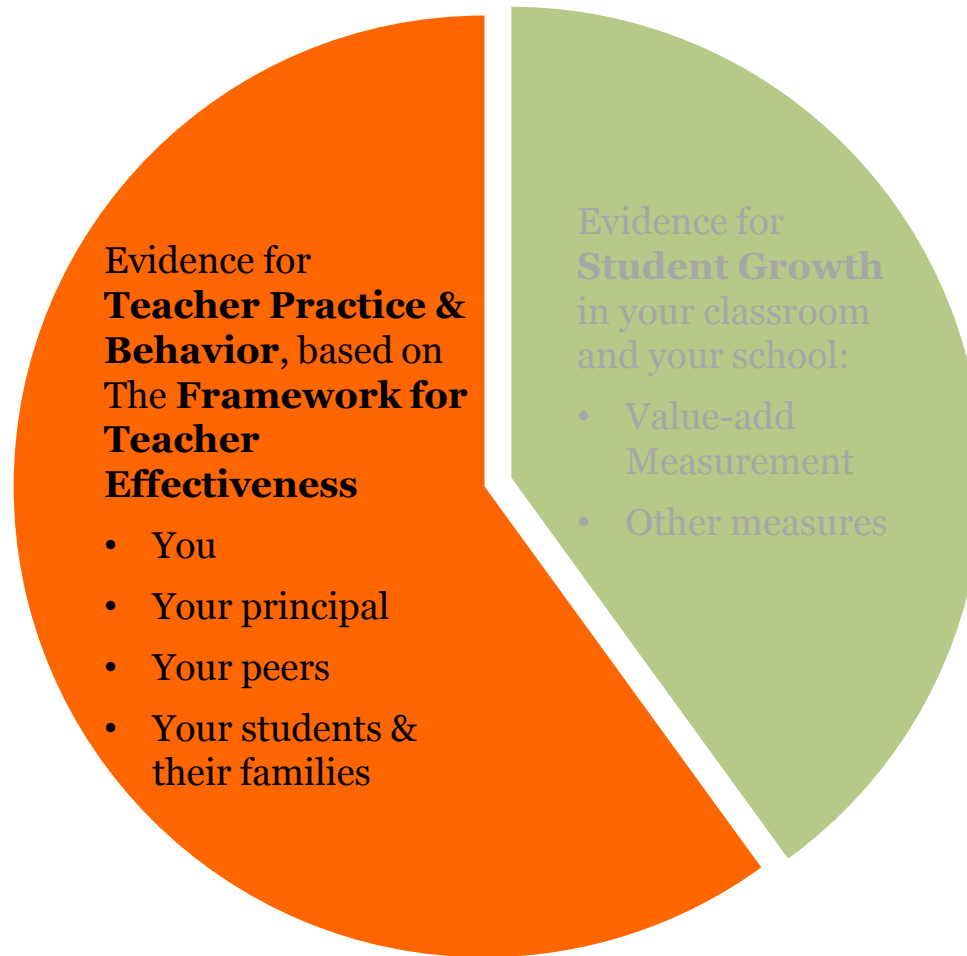 Evidence for
Teacher Practice &
Behavior, based on
The Framework for
Teacher
Effectiveness
• You
• Your principal
• Your peers
• Your students &
their families
Evidence for
Student Growth
in your classroom
and your school:
• Value-add
Measurement
• Other measures